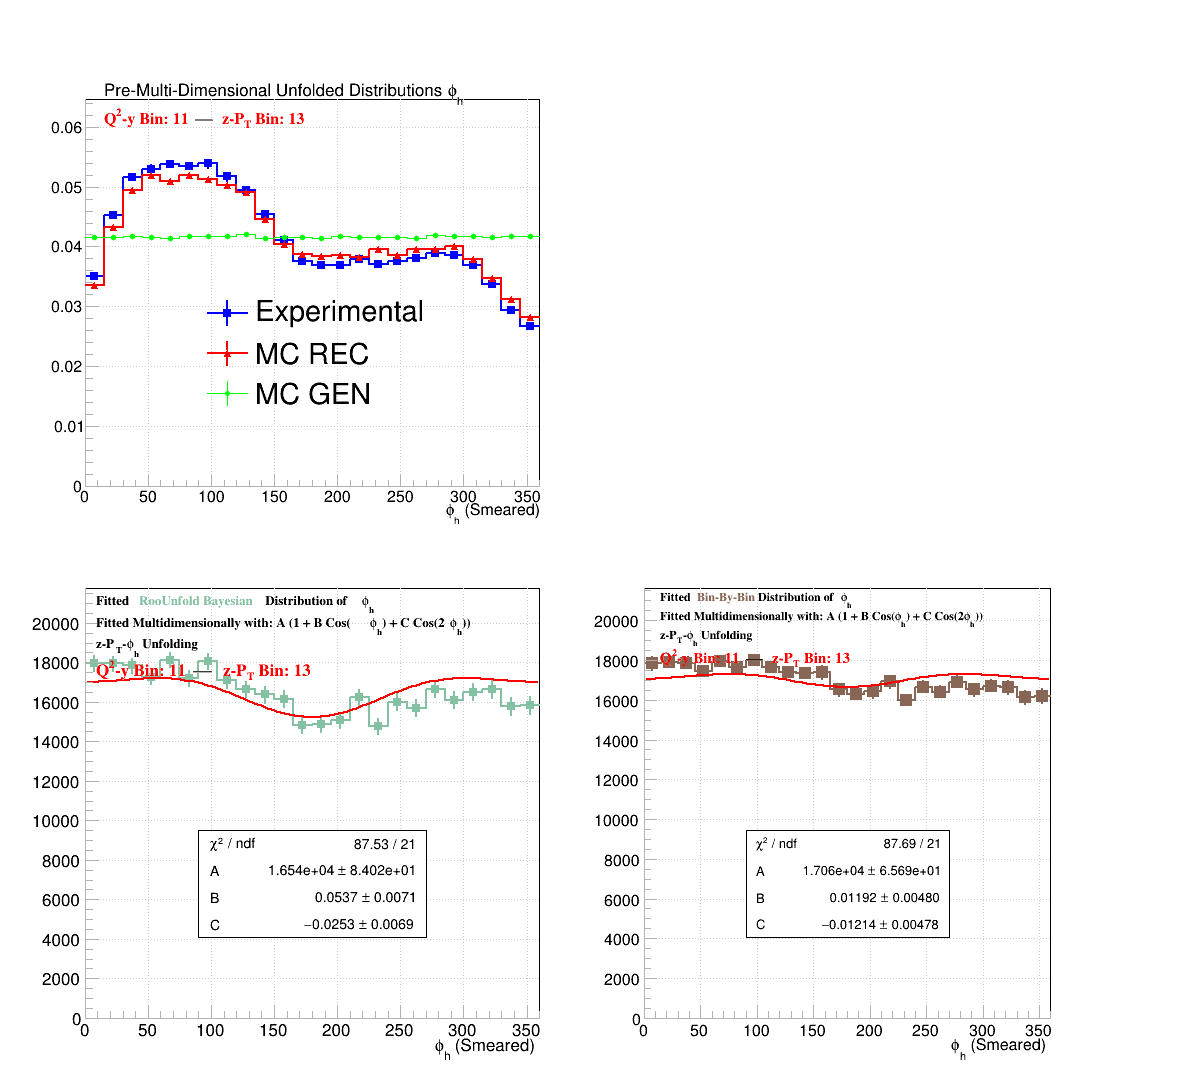 Pre-Multi-Dimensional Unfolded Distributions ϕh
Q²-y Bin: 11 — z-PT Bin: 13
0.06
0.05
0.04
0.03
0.02
0.01
0
Experimental
MC REC
MC GEN
0 50 100 150 200 250 300 350
ϕh (Smeared)
Fitted RooUnfold Bayesian Distribution of ϕh
Fitted Multidimensionally with: A (1 + B Cos( ϕh) + C Cos(2 ϕh))
z-PT-ϕh Unfolding
Q²-y Bin: 11 — z-PT Bin: 13
20000
18000
16000
14000
12000
10000
8000
6000
4000
2000
0
χ² / ndf 87.53 / 21
A 1.654e+04 ± 8.402e+01
B 0.0537 ± 0.0071
C −0.0253 ± 0.0069
0 50 100 150 200 250 300 350
ϕh (Smeared)
Fitted Bin-By-Bin Distribution of ϕh
Fitted Multidimensionally with: A (1 + B Cos(ϕh) + C Cos(2ϕh))
z-PT-ϕh Unfolding
Q²-y Bin: 11 — z-PT Bin: 13
20000
18000
16000
14000
12000
10000
8000
6000
4000
2000
0
χ² / ndf 87.69 / 21
A 1.706e+04 ± 6.569e+01
B 0.01192 ± 0.00480
C −0.01214 ± 0.00478
0 50 100 150 200 250 300 350
ϕh (Smeared)